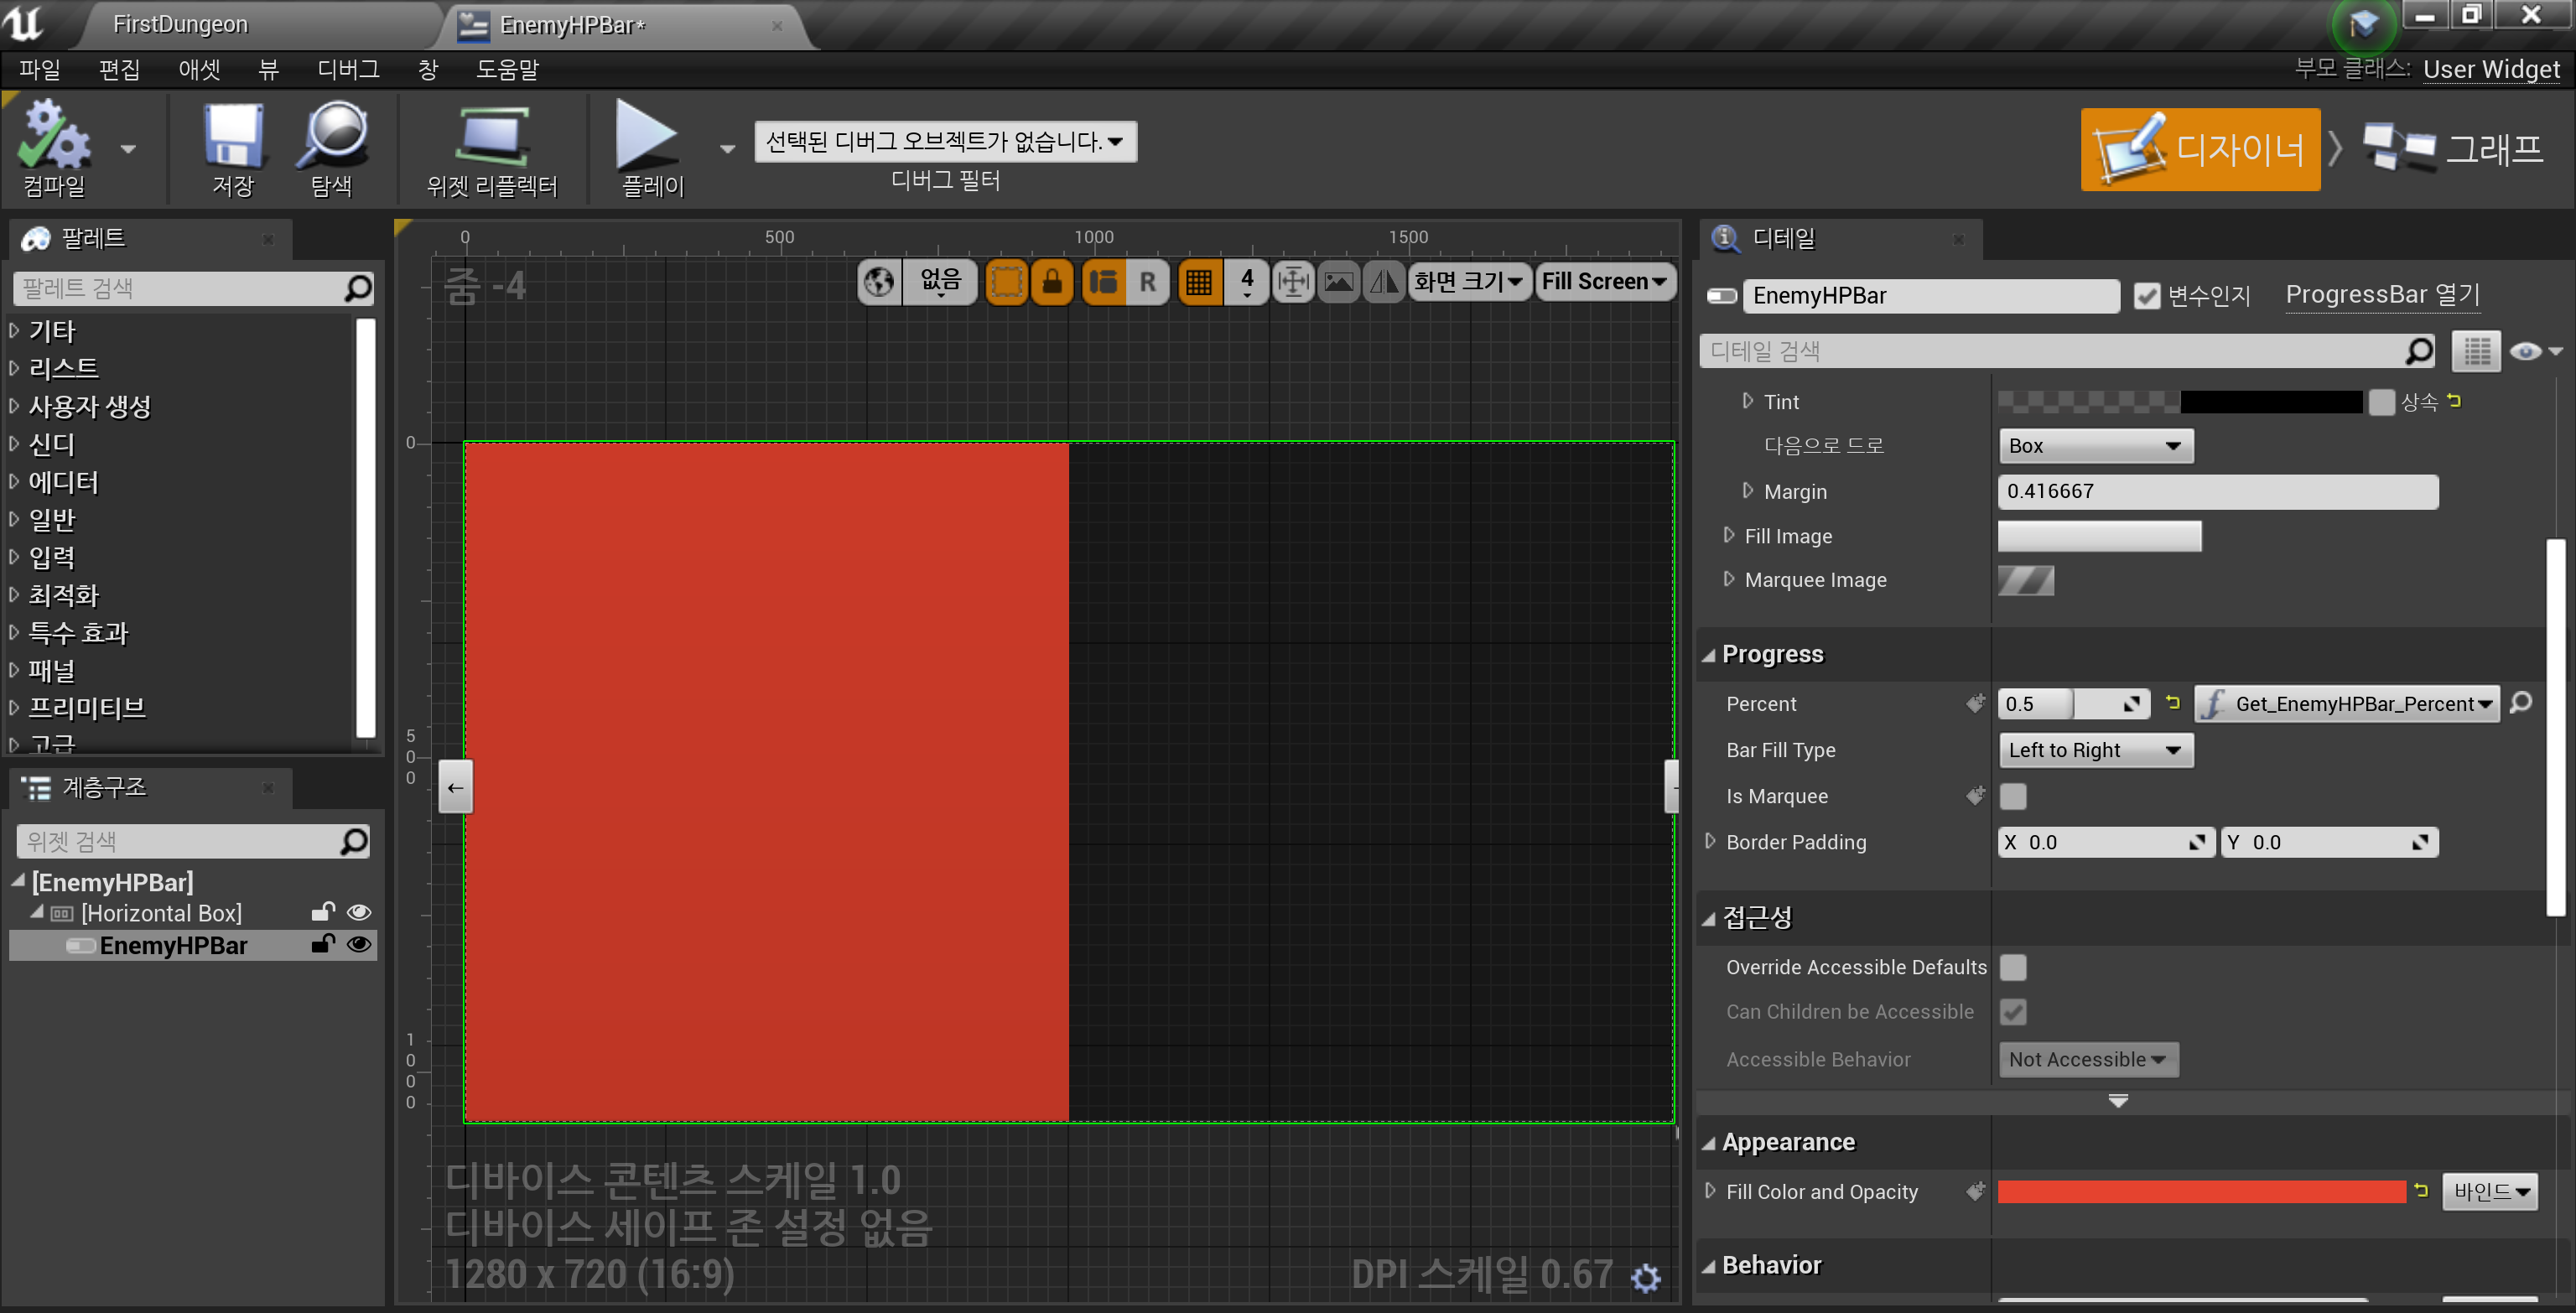 FirstDungeon
EnemyHPBar*
파일 편집 애셋 뷰 디버그 창 도움말
부모 클래스: User Widget
컴파일
저장
탐색
위젯 리플렉터
플레이
선택된 디버그 오브젝트가 없습니다.
디버그 필터
디자이너
그래프
팔레트
팔레트 검색
기타
리스트
사용자 생성
신디
에디터
일반
입력
최적화
특수 효과
패널
프리미티브
고급
계층구조
위젯 검색
[EnemyHPBar]
[Horizontal Box]
EnemyHPBar
0 500 1000 1500
줌 -4
없음
R
4
화면 크기
Fill Screen
0
500
1000
디바이스 콘텐츠 스케일 1.0
디바이스 세이프 존 설정 없음
1280 x 720 (16:9)
DPI 스케일 0.67
디테일
EnemyHPBar
변수인지
ProgressBar 열기
디테일 검색
Tint
상속
다음으로 드로
Box
Margin
0.416667
Fill Image
Marquee Image
Progress
Percent
0.5
Get_EnemyHPBar_Percent
Bar Fill Type
Left to Right
Is Marquee
Border Padding
X 0.0
Y 0.0
접근성
Override Accessible Defaults
Can Children be Accessible
Accessible Behavior
Not Accessible
Appearance
Fill Color and Opacity
바인드
Behavior